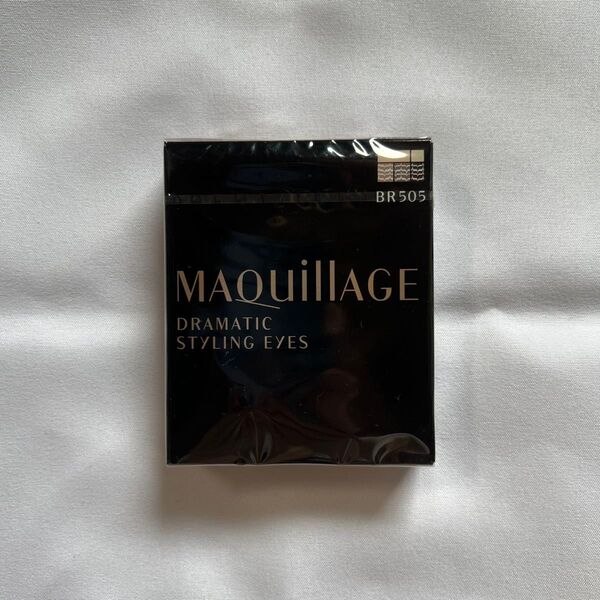 BR505
MAQuillAGE
DRAMATIC
STYLING EYES